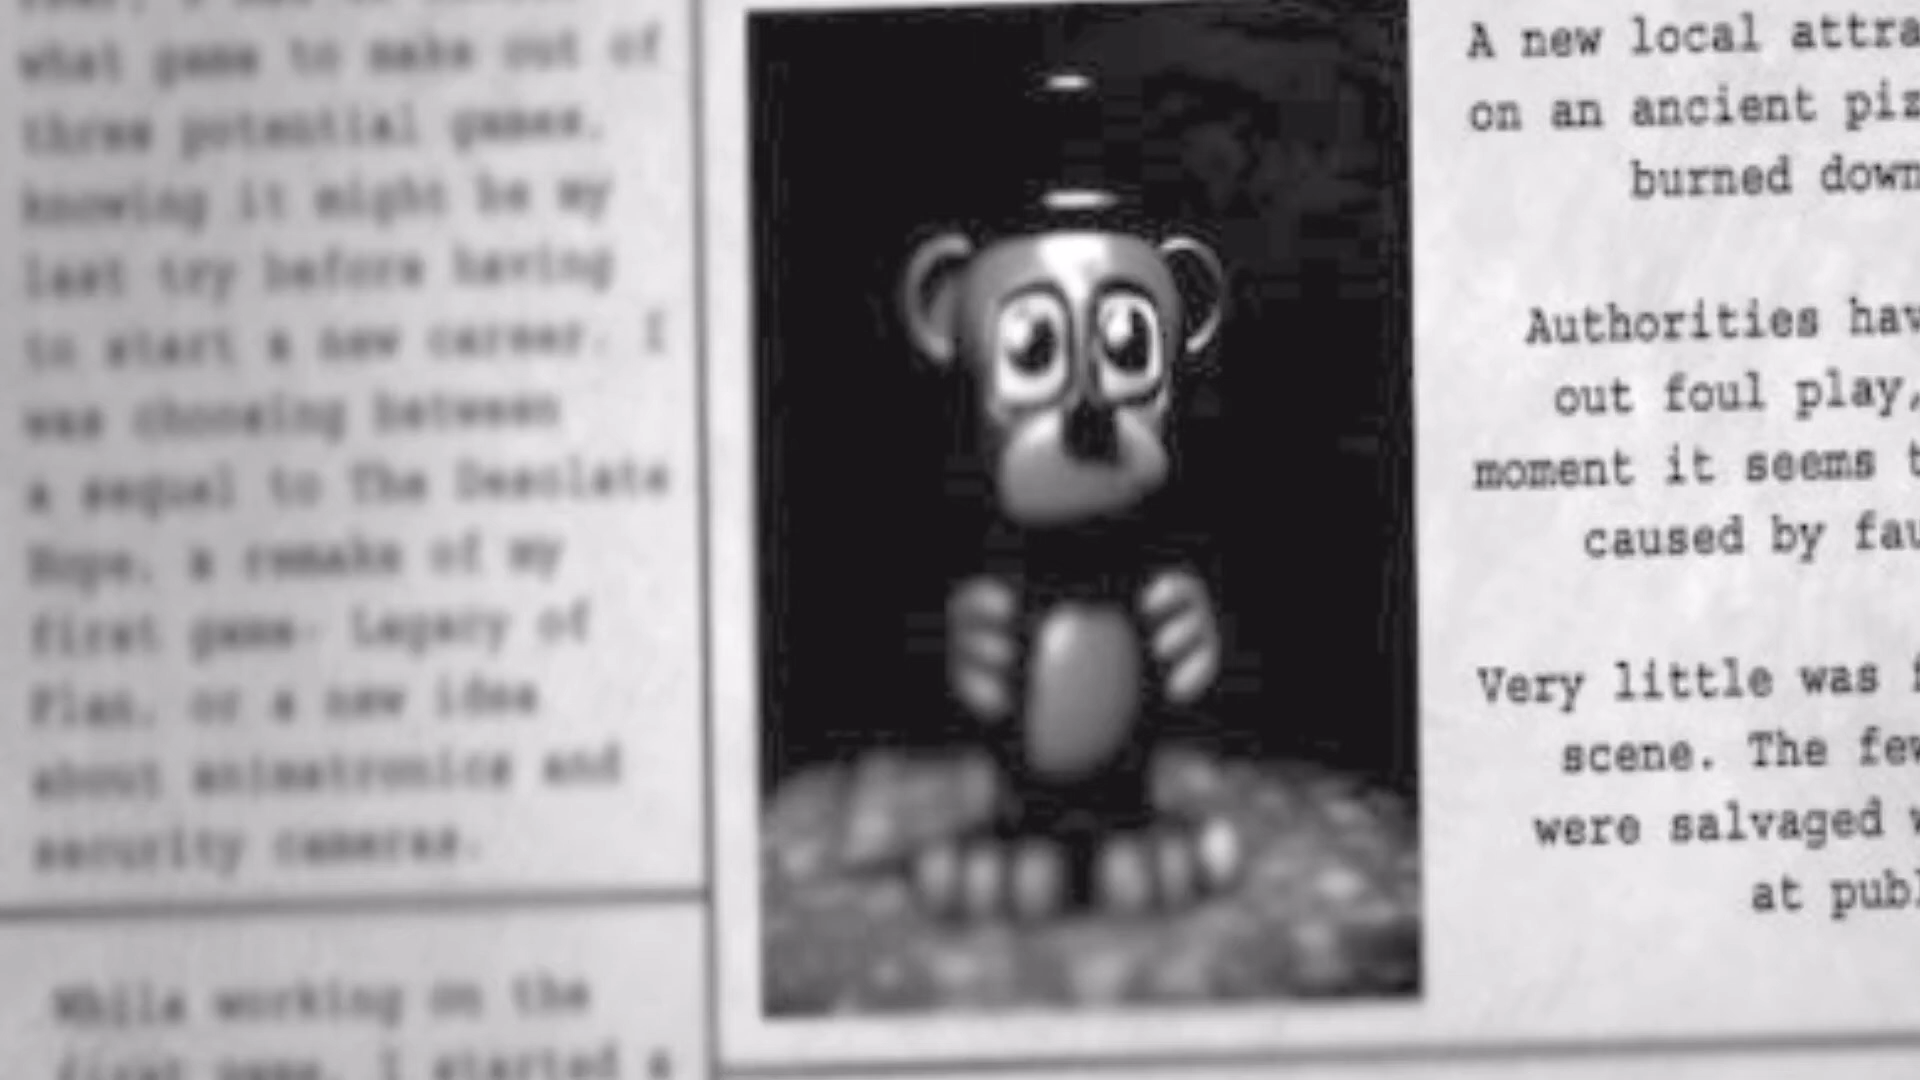 what game to make out of
three potential games,
knowing it might be my
last try before having
to start a new career. I
was choosing between
a sequel to The Desolate
Hope, a remake of my
first game- Legacy of
Flan, or a new idea
about animatronics and
security cameras.
While working on the
first game, I started a
A new local attra
on an ancient piz
burned down
Authorities hav
out foul play,
moment it seems t
caused by fau
Very little was f
scene. The few
were salvaged w
at publ